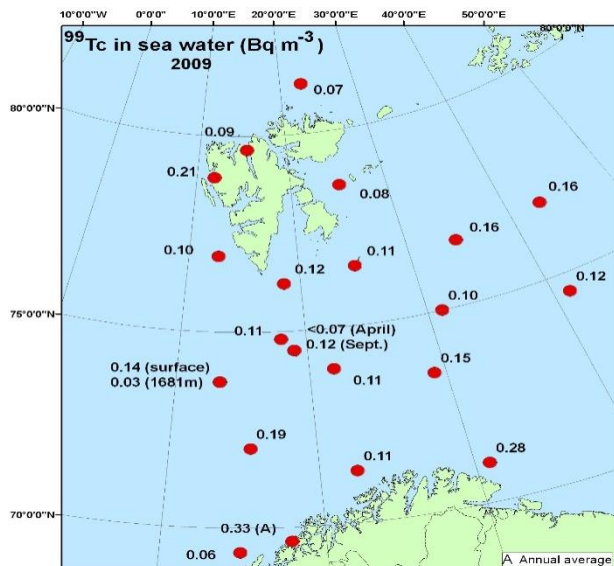 10°0'0"W
0°0'0"
10°0'0"E
20°0'0"E
30°0'0"E
40°0'0"E
50°0'0"E
80°0'0"N
⁹⁹Tc in sea water (Bq m⁻³)
2009
0.07
80°0'0"N
0.09
0.21
0.08
0.16
0.16
0.10
0.11
0.12
0.12
0.10
75°0'0"N
<0.07 (April)
0.11
0.12 (Sept.)
0.15
0.14 (surface)
0.03 (1681m)
0.11
0.19
0.11
0.28
70°0'0"N
0.33 (A)
0.06
A Annual average